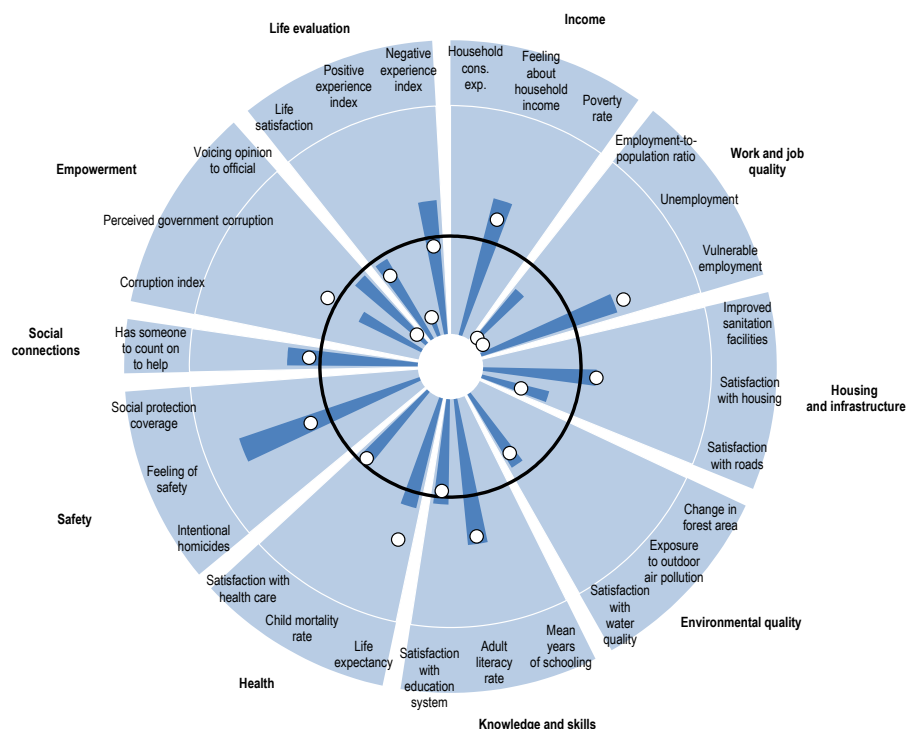 Life evaluation
Income
Negative
experience
index
Positive
experience
index
Life
satisfaction
Household
cons.
exp.
Feeling
about
household
income
Poverty
rate
Employment-to-
population ratio
Unemployment
Vulnerable
employment
Work and job
quality
Improved
sanitation
facilities
Satisfaction
with housing
Satisfaction
with roads
Housing
and infrastructure
Change in
forest area
Exposure
to outdoor
air pollution
Satisfaction
with
water
quality
Environmental quality
Mean
years
of schooling
Adult
literacy
rate
Satisfaction
with
education
system
Knowledge and skills
Life
expectancy
Child mortality
rate
Satisfaction with
health care
Health
Intentional
homicides
Feeling of
safety
Social protection
coverage
Safety
Has someone
to count on
to help
Social
connections
Corruption index
Perceived government corruption
Voicing opinion
to official
Empowerment